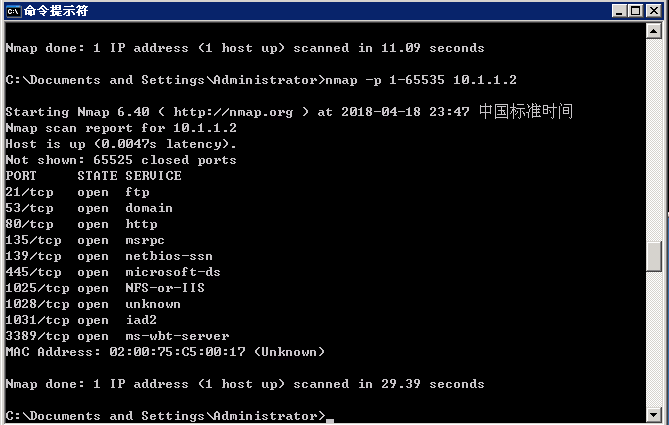 命令提示符
Nmap done: 1 IP address (1 host up) scanned in 11.09 seconds
C:\Documents and Settings\Administrator>nmap -p 1-65535 10.1.1.2
Starting Nmap 6.40 ( http://nmap.org ) at 2018-04-18 23:47 中国标准时间
Nmap scan report for 10.1.1.2
Host is up (0.0047s latency).
Not shown: 65525 closed ports
PORT     STATE SERVICE
21/tcp   open  ftp
53/tcp   open  domain
80/tcp   open  http
135/tcp  open  msrpc
139/tcp  open  netbios-ssn
445/tcp  open  microsoft-ds
1025/tcp open  NFS-or-IIS
1028/tcp open  unknown
1031/tcp open  iad2
3389/tcp open  ms-wbt-server
MAC Address: 02:00:75:C5:00:17 (Unknown)
Nmap done: 1 IP address (1 host up) scanned in 29.39 seconds
C:\Documents and Settings\Administrator>_